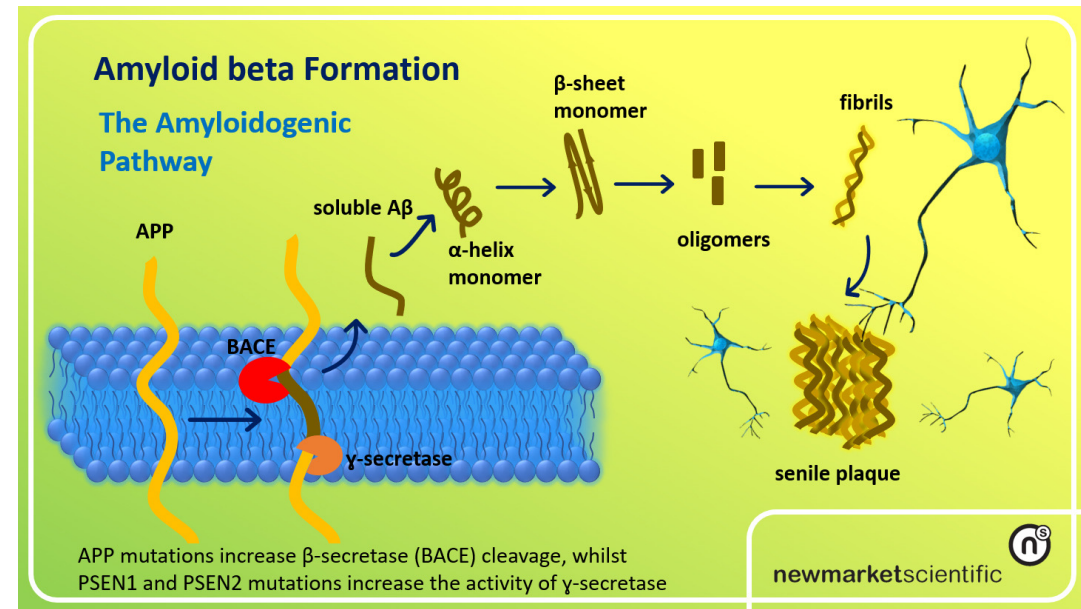 Amyloid beta Formation
The Amyloidogenic
Pathway
APP
BACE
ɣ-secretase
soluble Aβ
α-helix
monomer
β-sheet
monomer
oligomers
fibrils
senile plaque
APP mutations increase β-secretase (BACE) cleavage, whilst
PSEN1 and PSEN2 mutations increase the activity of ɣ-secretase
n s
newmarketscientific